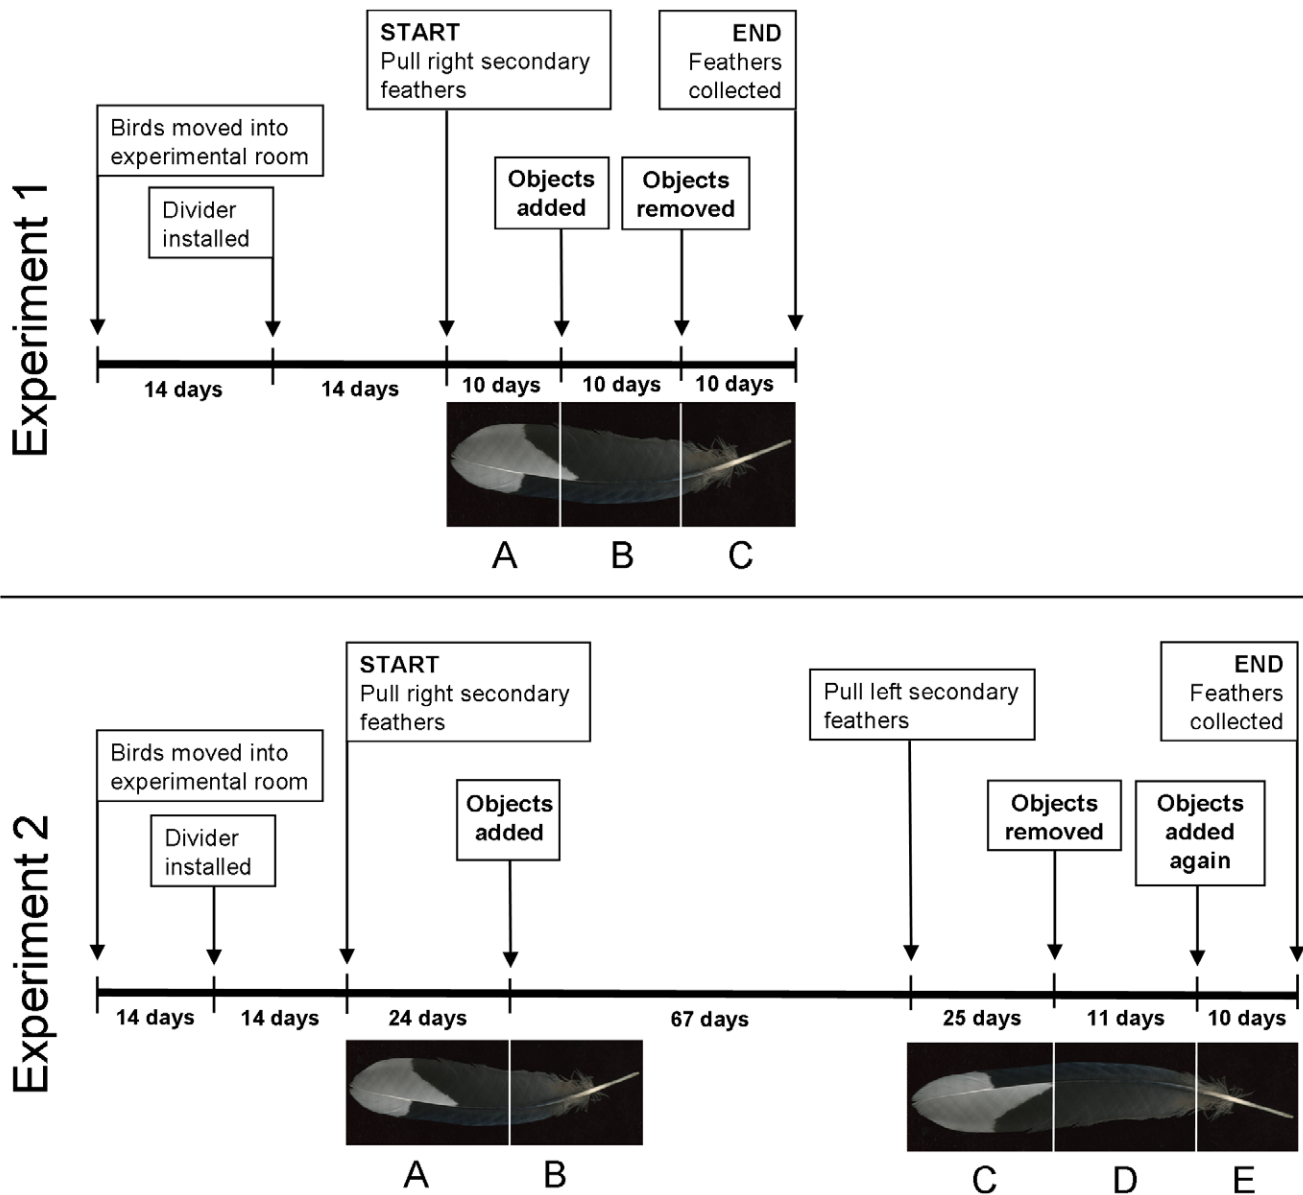 Experiment 1
START
Pull right secondary
feathers
END
Feathers
collected
Birds moved into
experimental room
Divider
installed
Objects
added
Objects
removed
14 days
14 days
10 days
10 days
10 days
A
B
C
Experiment 2
START
Pull right secondary
feathers
Pull left secondary
feathers
END
Feathers
collected
Birds moved into
experimental room
Divider
installed
Objects
added
Objects
removed
Objects
added
again
14 days
14 days
24 days
67 days
25 days
11 days
10 days
A
B
C
D
E